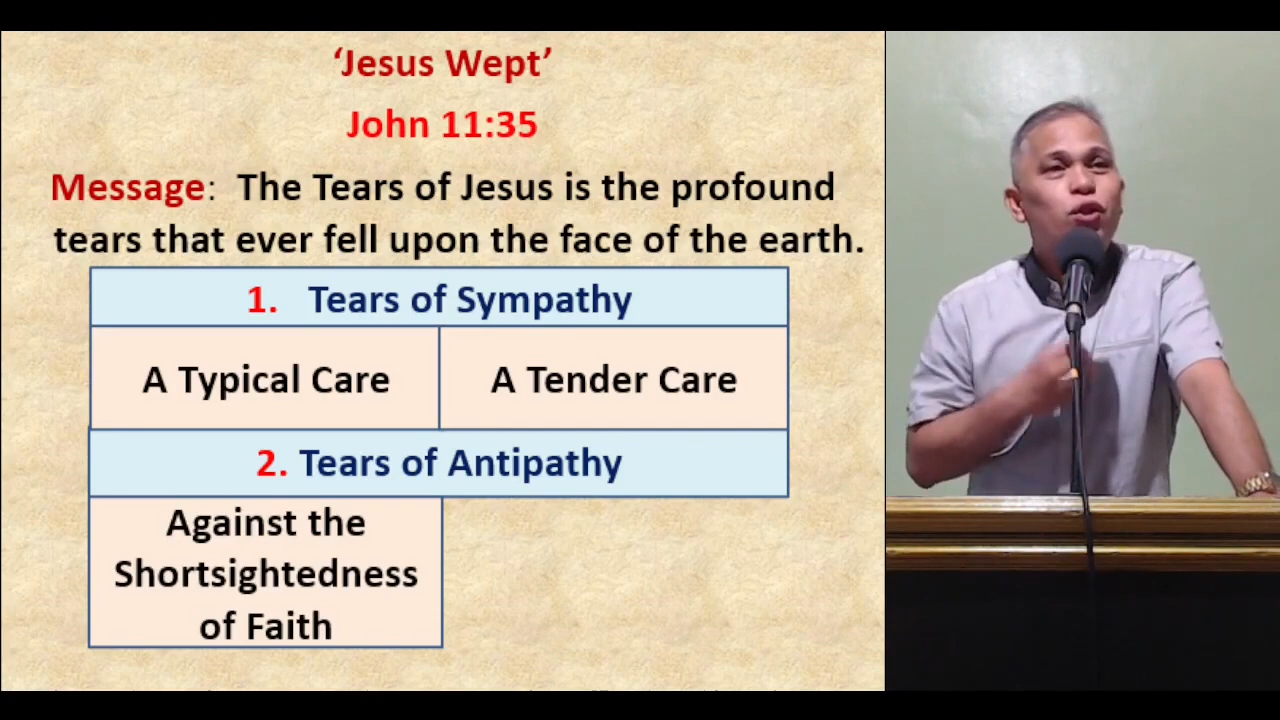 ‘Jesus Wept’
John 11:35
Message: The Tears of Jesus is the profound
tears that ever fell upon the face of the earth.
1. Tears of Sympathy
A Typical Care
A Tender Care
2. Tears of Antipathy
Against the
Shortsightedness
of Faith